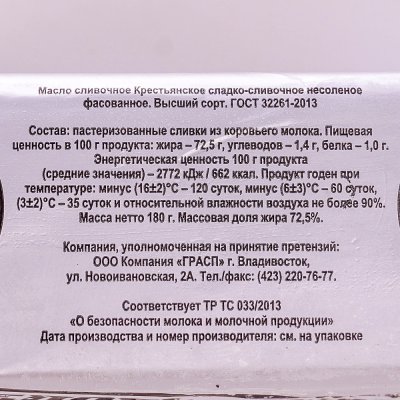 Масло сливочное Крестьянское сладко-сливочное несоленое
фасованное. Высший сорт. ГОСТ 32261-2013
Состав: пастеризованные сливки из коровьего молока. Пищевая
ценность в 100 г продукта: жира – 72,5 г, углеводов – 1,4 г, белка – 1,0 г.
Энергетическая ценность 100 г продукта
(средние значения) – 2772 кДж / 662 ккал. Продукт годен при
температуре: минус (16±2)°С – 120 суток, минус (6±3)°С – 60 суток,
(3±2)°С – 35 суток и относительной влажности воздуха не более 90%.
Масса нетто 180 г. Массовая доля жира 72,5%.
Компания, уполномоченная на принятие претензий:
ООО Компания «ГРАСП» г. Владивосток,
ул. Новоивановская, 2А. Тел./факс: (423) 220-76-77.
Соответствует ТР ТС 033/2013
«О безопасности молока и молочной продукции»
Дата производства и номер производителя: см. на упаковке